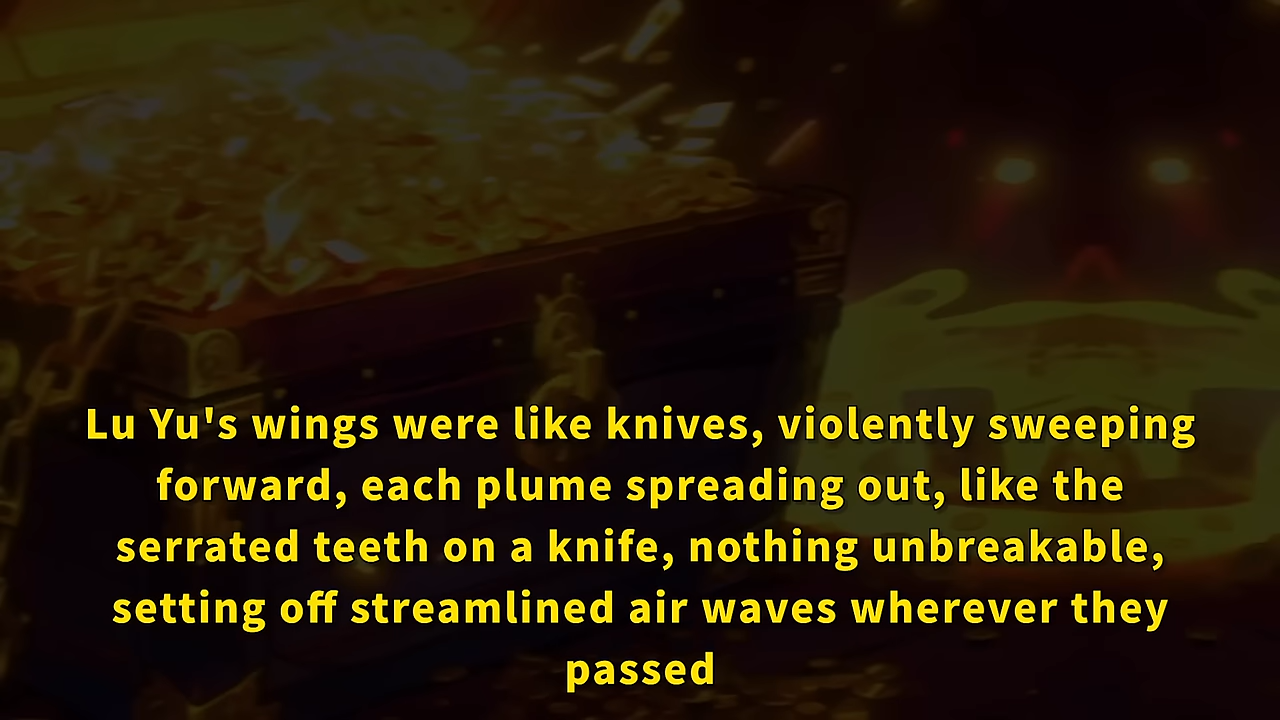 Lu Yu's wings were like knives, violently sweeping
forward, each plume spreading out, like the
serrated teeth on a knife, nothing unbreakable,
setting off streamlined air waves wherever they
passed